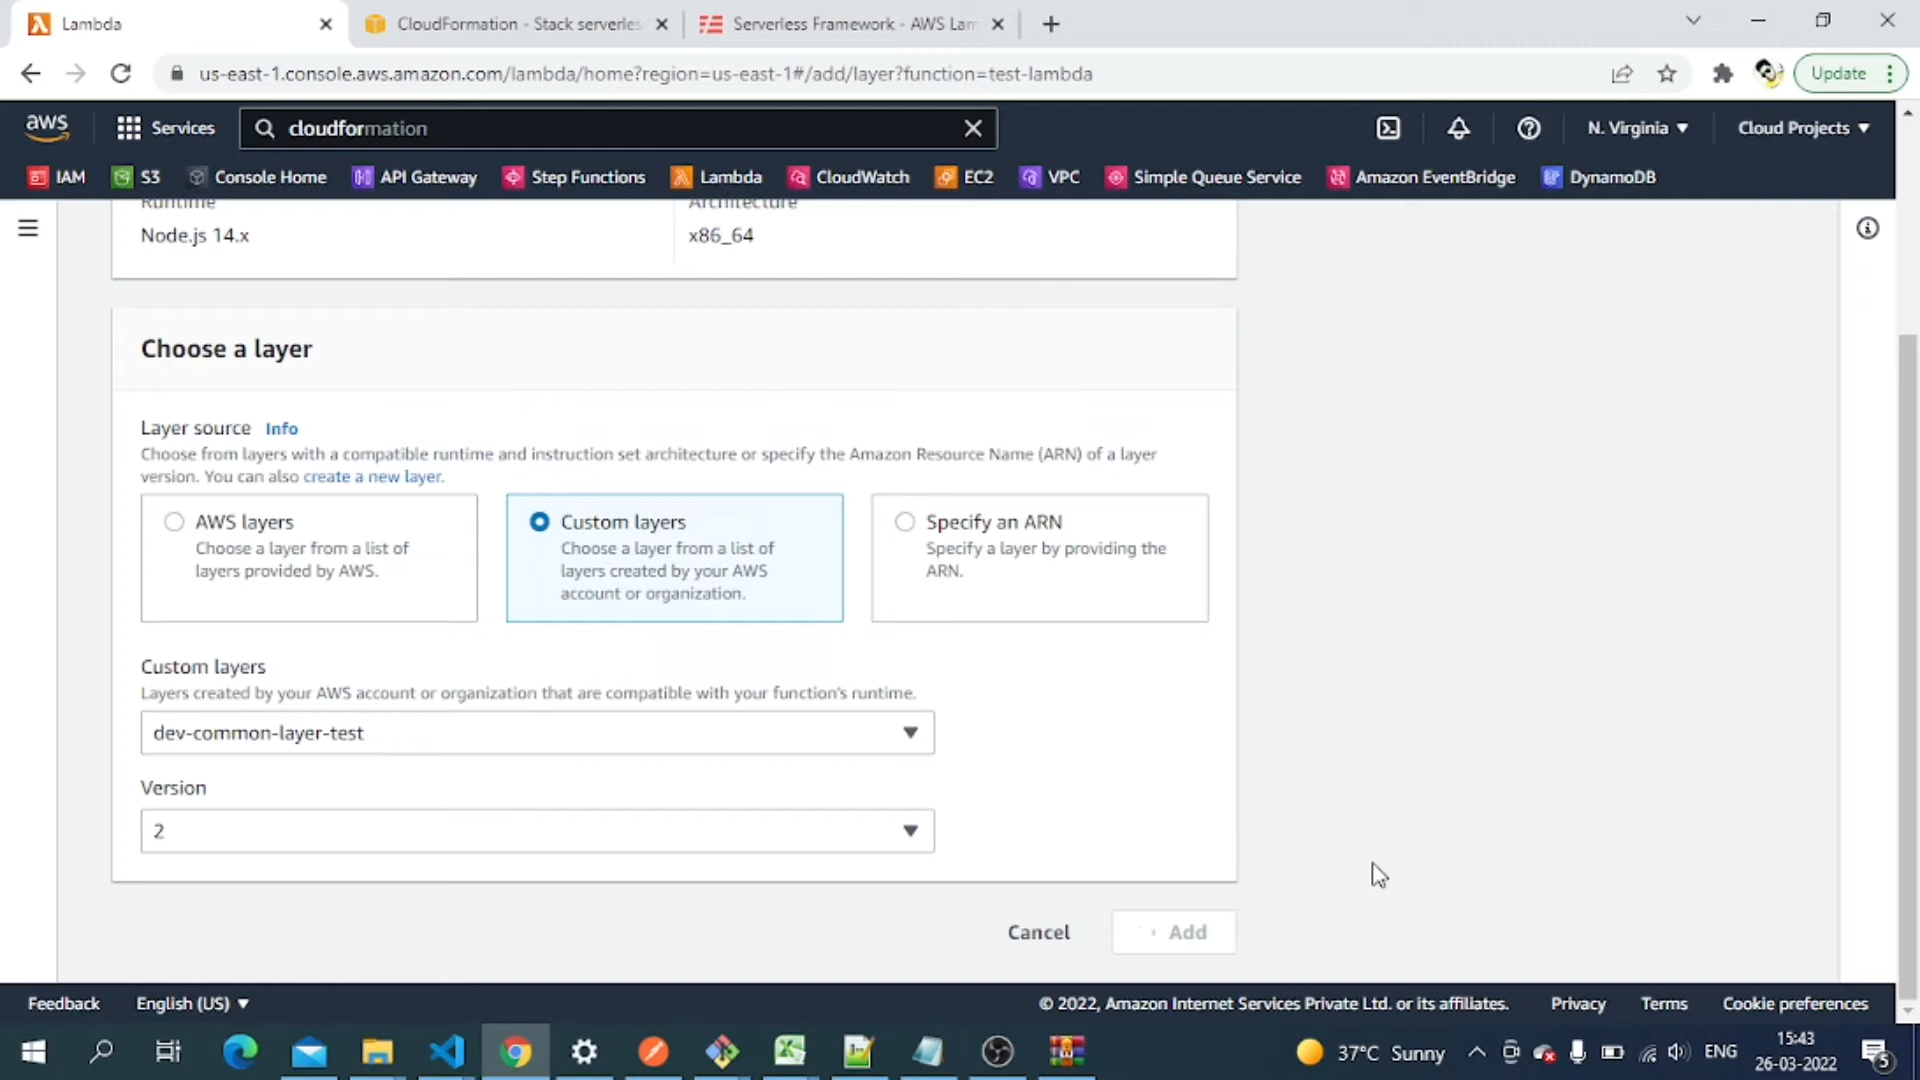 Lambda
CloudFormation - Stack serverles
Serverless Framework - AWS Lam
us-east-1.console.aws.amazon.com/lambda/home?region=us-east-1#/add/layer?function=test-lambda
Update
aws
Services
cloudformation
N. Virginia
Cloud Projects
IAM
S3
Console Home
API Gateway
Step Functions
Lambda
CloudWatch
EC2
VPC
Simple Queue Service
Amazon EventBridge
DynamoDB
Runtime
Architecture
Node.js 14.x
x86_64
Choose a layer
Layer source Info
Choose from layers with a compatible runtime and instruction set architecture or specify the Amazon Resource Name (ARN) of a layer
version. You can also create a new layer.
AWS layers
Choose a layer from a list of
layers provided by AWS.
Custom layers
Choose a layer from a list of
layers created by your AWS
account or organization.
Specify an ARN
Specify a layer by providing the
ARN.
Custom layers
Layers created by your AWS account or organization that are compatible with your function's runtime.
dev-common-layer-test
Version
2
Cancel
Add
Feedback
English (US)
© 2022, Amazon Internet Services Private Ltd. or its affiliates.
Privacy
Terms
Cookie preferences
37°C Sunny
ENG
15:43
26-03-2022
5